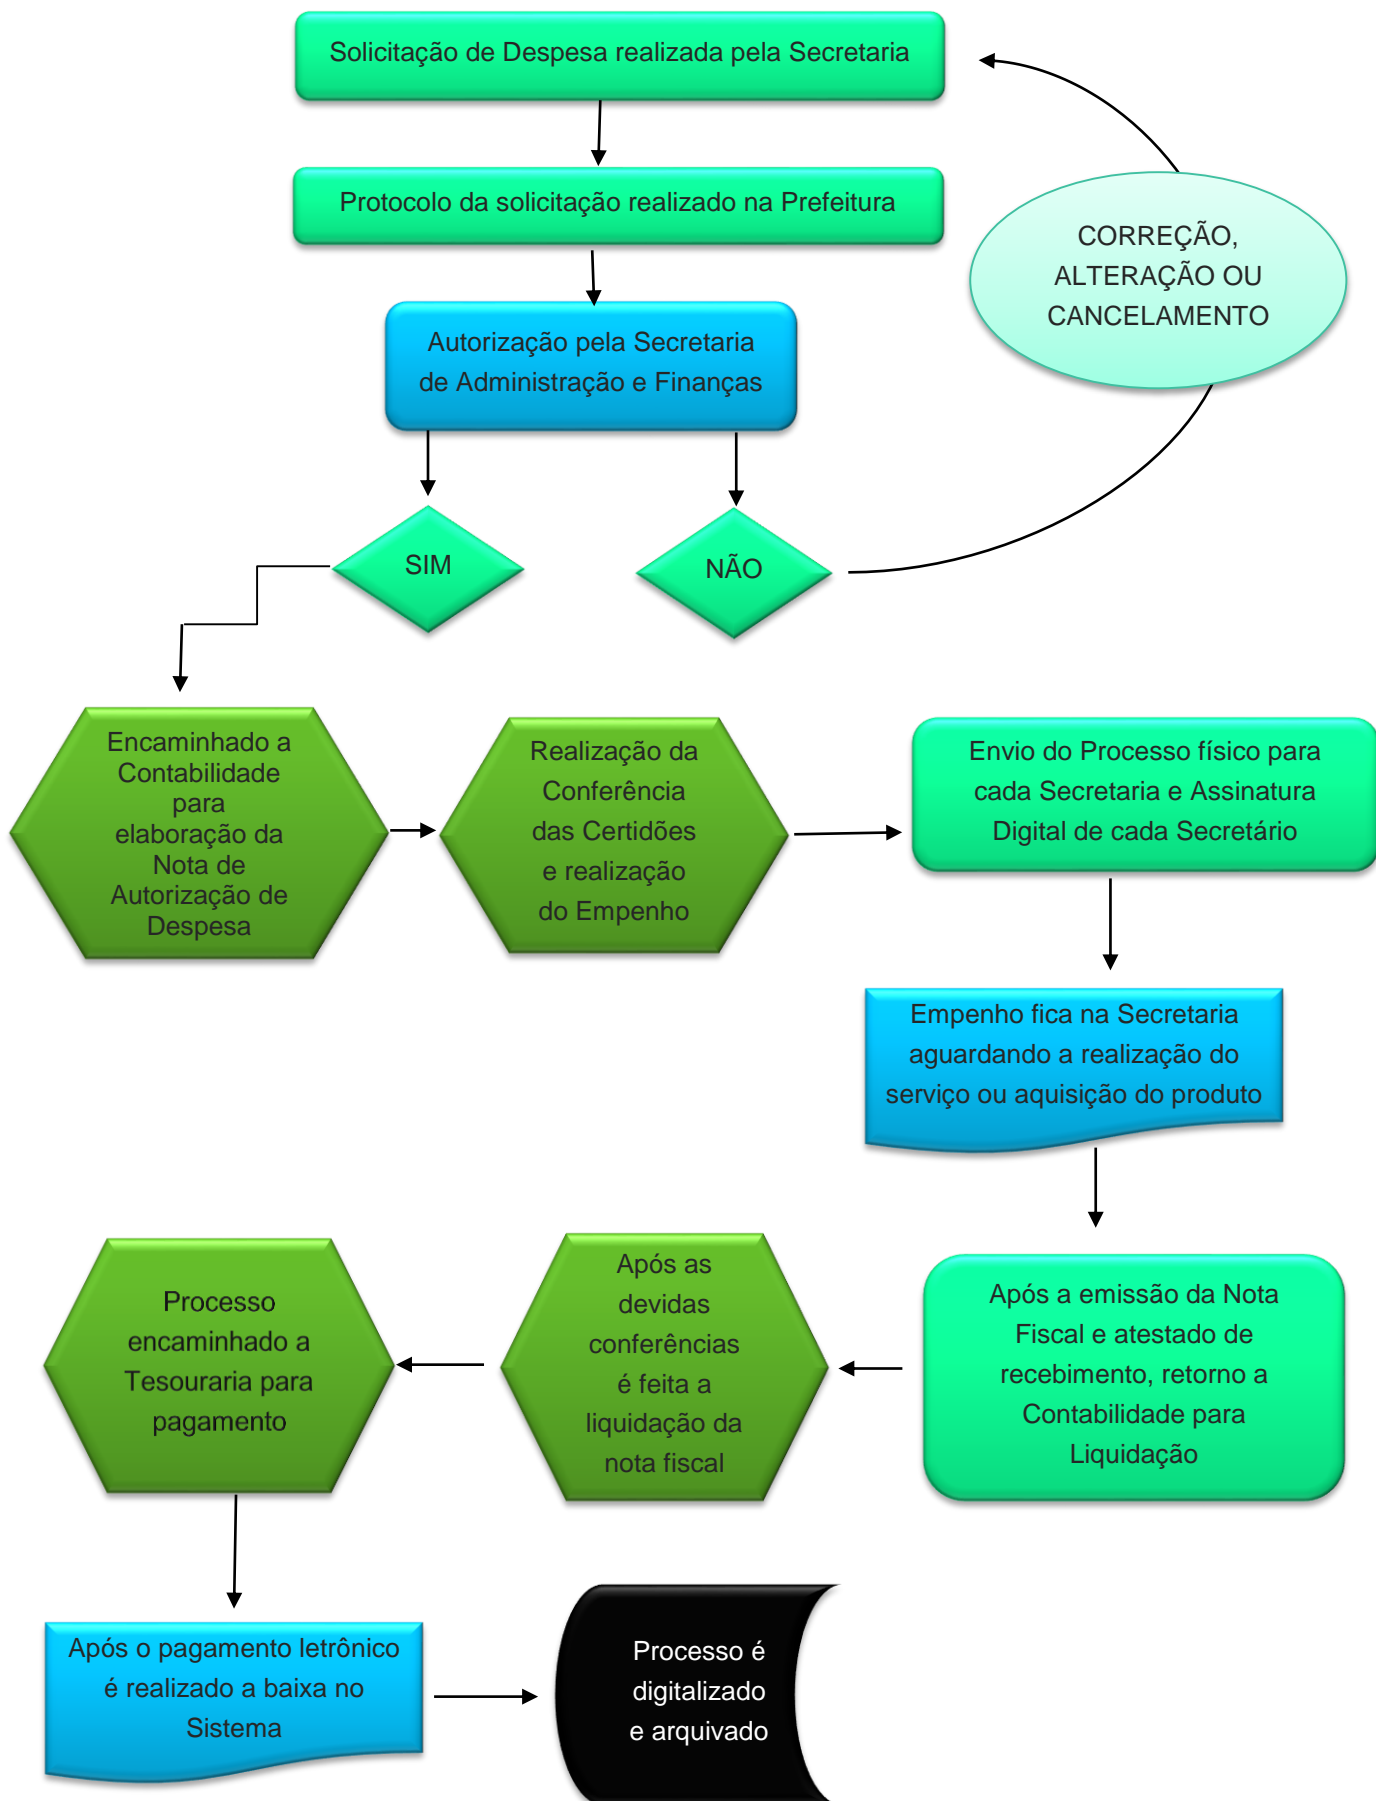 Solicitação de Despesa realizada pela Secretaria
Protocolo da solicitação realizado na Prefeitura
CORREÇÃO,
ALTERAÇÃO OU
CANCELAMENTO
Autorização pela Secretaria
de Administração e Finanças
SIM
NÃO
Encaminhado a
Contabilidade
para
elaboração da
Nota de
Autorização de
Despesa
Realização da
Conferência
das Certidões
e realização
do Empenho
Envio do Processo físico para
cada Secretaria e Assinatura
Digital de cada Secretário
Empenho fica na Secretaria
aguardando a realização do
serviço ou aquisição do produto
Após a emissão da Nota
Fiscal e atestado de
recebimento, retorno a
Contabilidade para
Liquidação
Após as
devidas
conferências
é feita a
liquidação da
nota fiscal
Processo
encaminhado a
Tesouraria para
pagamento
Após o pagamento letrônico
é realizado a baixa no
Sistema
Processo é
digitalizado
e arquivado